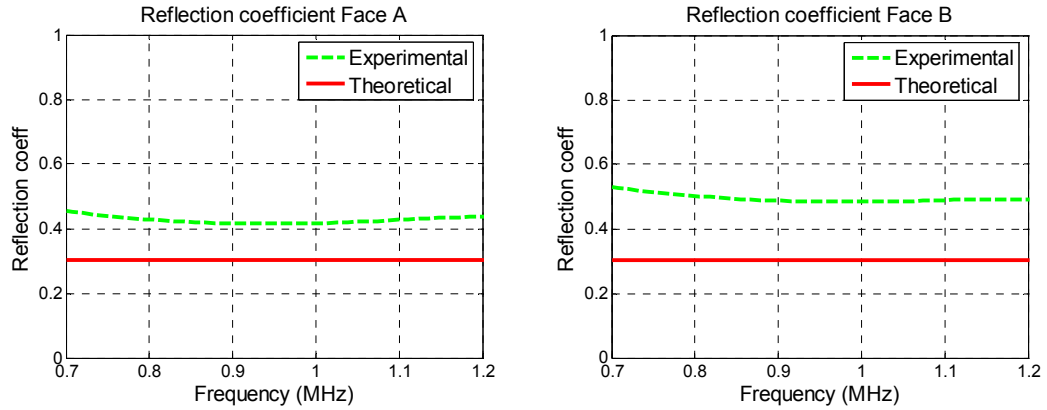 Reflection coefficient Face A
1
0.8
0.6
0.4
0.2
0
Reflection coeff
Experimental
Theoretical
0.7 0.8 0.9 1 1.1 1.2
Frequency (MHz)
Reflection coefficient Face B
1
0.8
0.6
0.4
0.2
0
Reflection coeff
Experimental
Theoretical
0.7 0.8 0.9 1 1.1 1.2
Frequency (MHz)